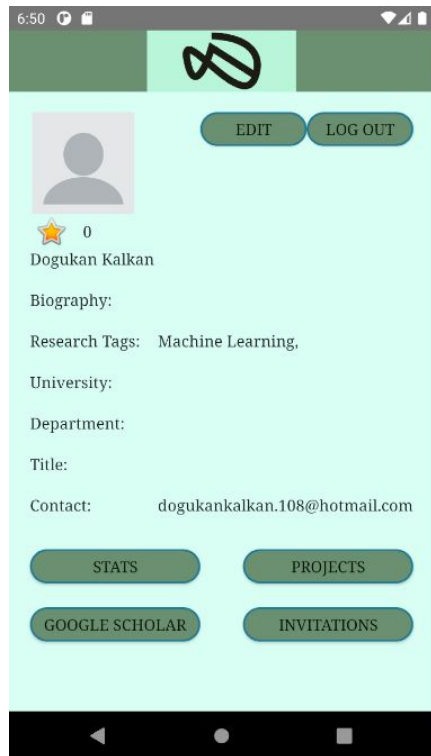 6:50
EDIT LOG OUT
0
Dogukan Kalkan
Biography:
Research Tags: Machine Learning,
University:
Department:
Title:
Contact: dogukankalkan.108@hotmail.com
STATS PROJECTS
GOOGLE SCHOLAR INVITATIONS